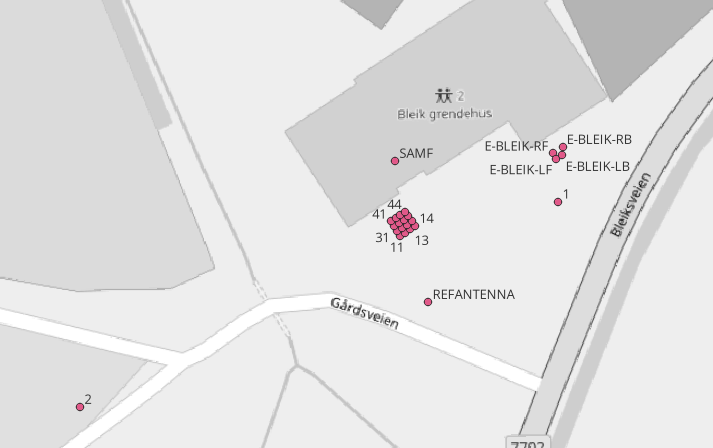 2
Bleik grendehus
E-BLEIK-RB
E-BLEIK-RF
SAMF
E-BLEIK-LB
E-BLEIK-LF
1
44
41
14
31
13
11
Bleiksveien
REFANTENNA
Gårdsveien
2
7702